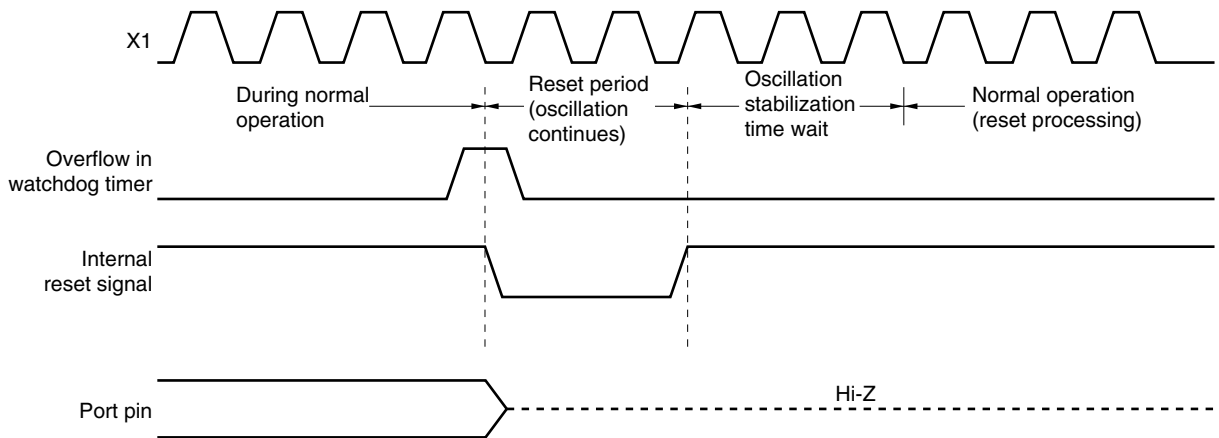 X1
During normal
operation
Reset period
(oscillation
continues)
Oscillation
stabilization
time wait
Normal operation
(reset processing)
Overflow in
watchdog timer
Internal
reset signal
Port pin
Hi-Z